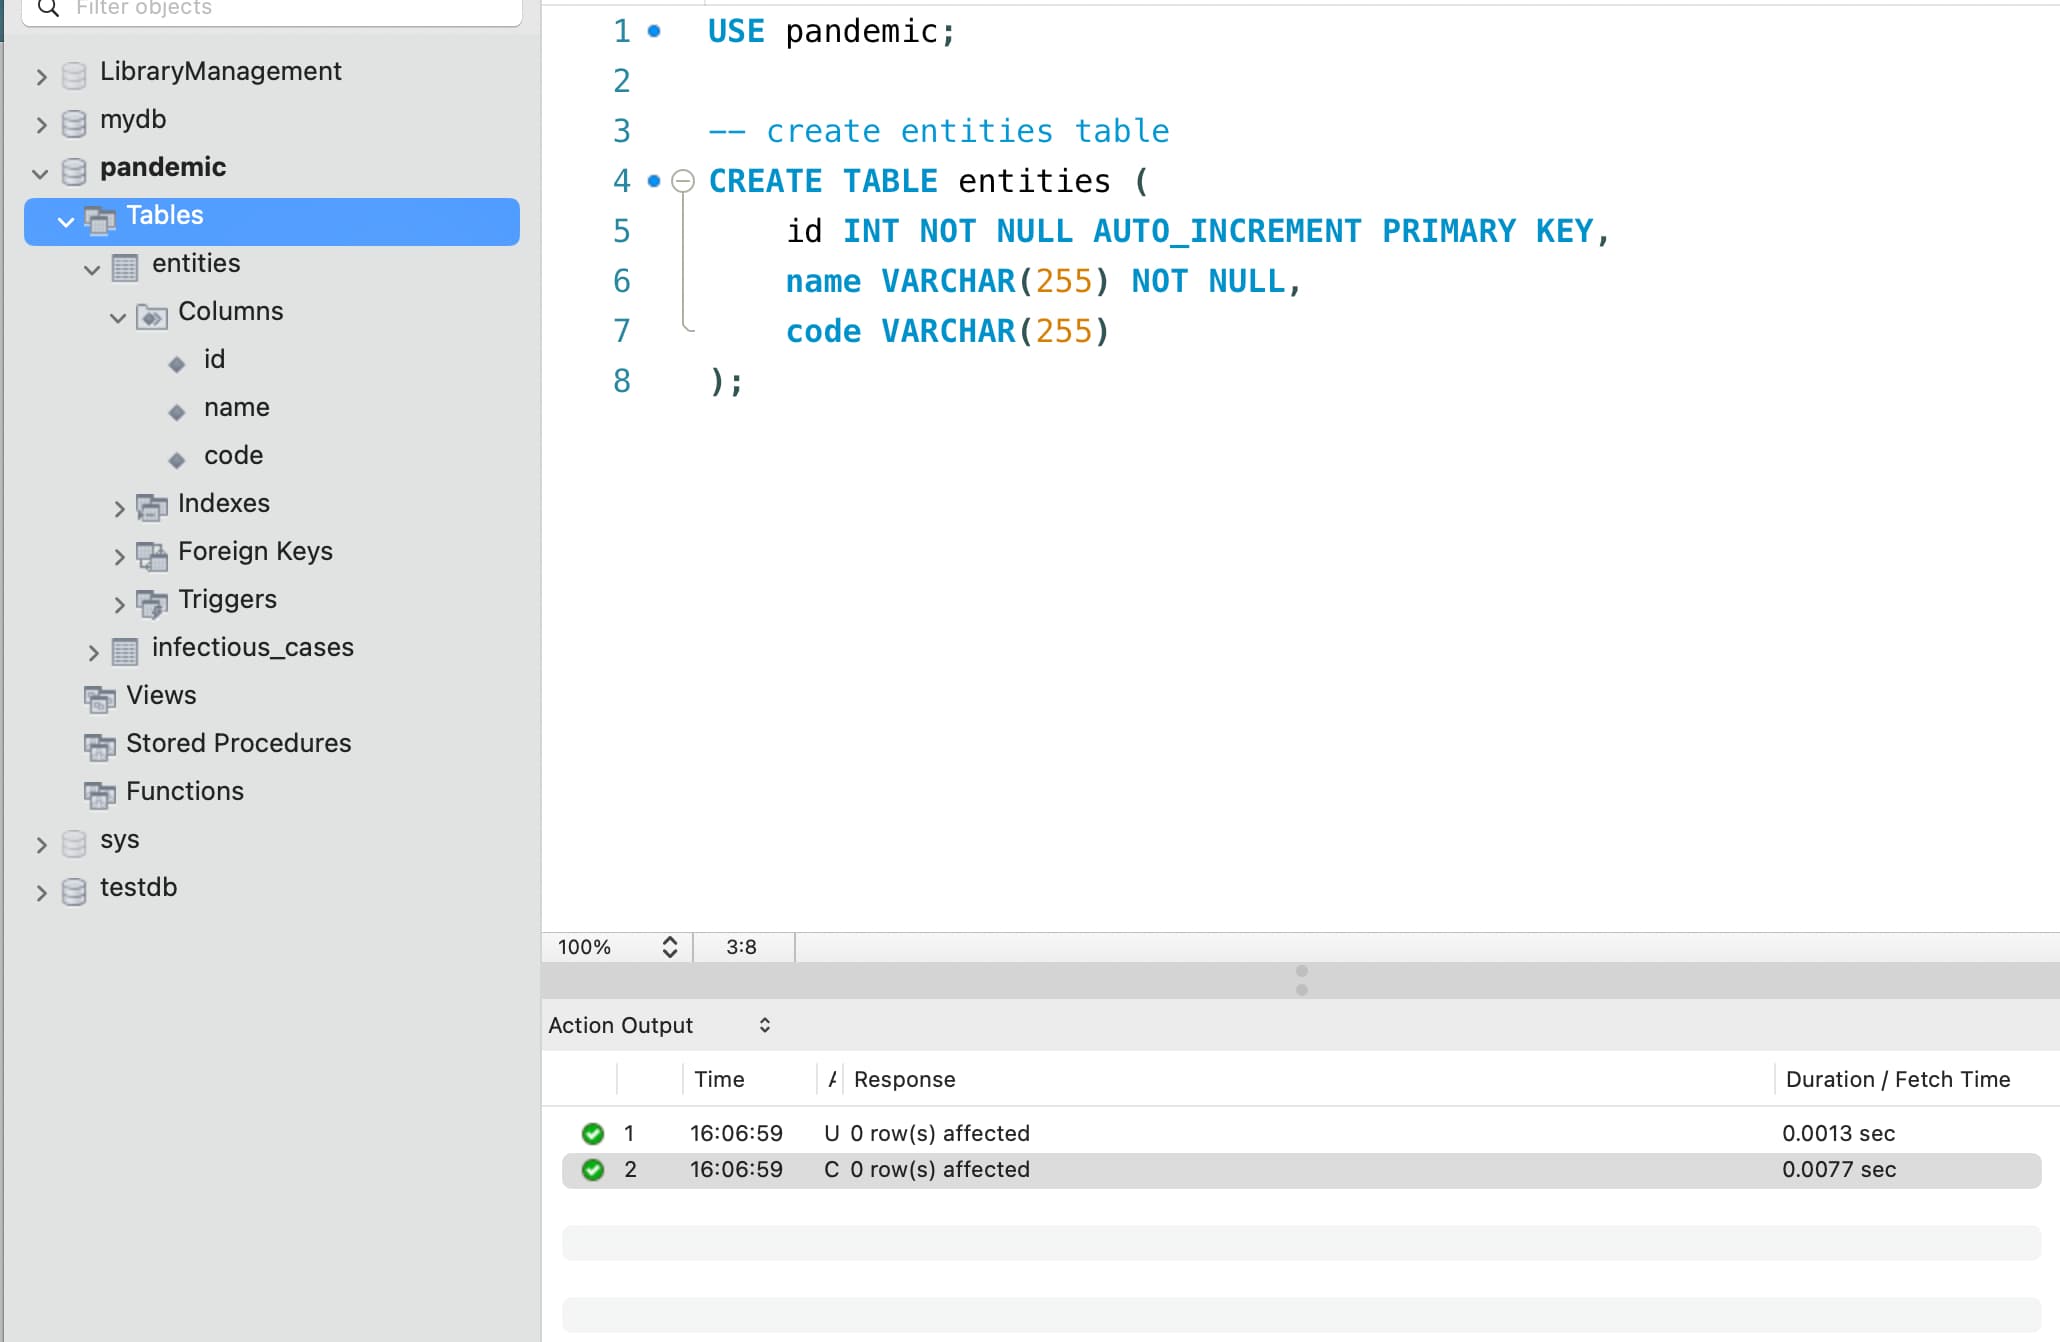 Filter objects
LibraryManagement
mydb
pandemic
Tables
entities
Columns
id
name
code
Indexes
Foreign Keys
Triggers
infectious_cases
Views
Stored Procedures
Functions
sys
testdb
1 USE pandemic;
2
3 -- create entities table
4 CREATE TABLE entities (
5 id INT NOT NULL AUTO_INCREMENT PRIMARY KEY,
6 name VARCHAR(255) NOT NULL,
7 code VARCHAR(255)
8 );
100% 3:8
Action Output
Time A Response Duration / Fetch Time
1 16:06:59 U 0 row(s) affected 0.0013 sec
2 16:06:59 C 0 row(s) affected 0.0077 sec